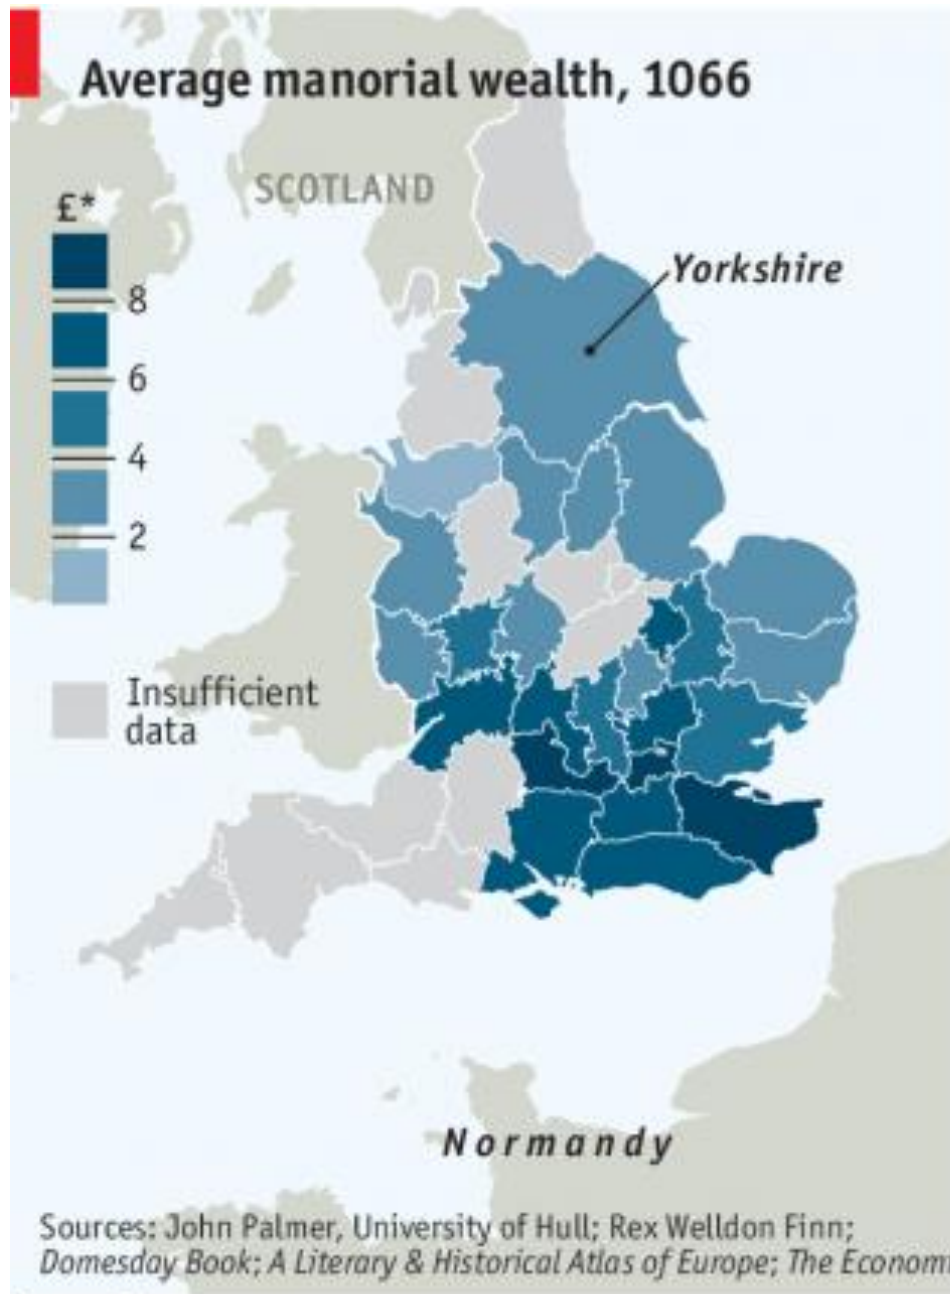 Average manorial wealth, 1066
SCOTLAND
£*
Yorkshire
8
6
4
2
Insufficient
data
Normandy
Sources: John Palmer, University of Hull; Rex Welldon Finn;
Domesday Book; A Literary & Historical Atlas of Europe; The Econom